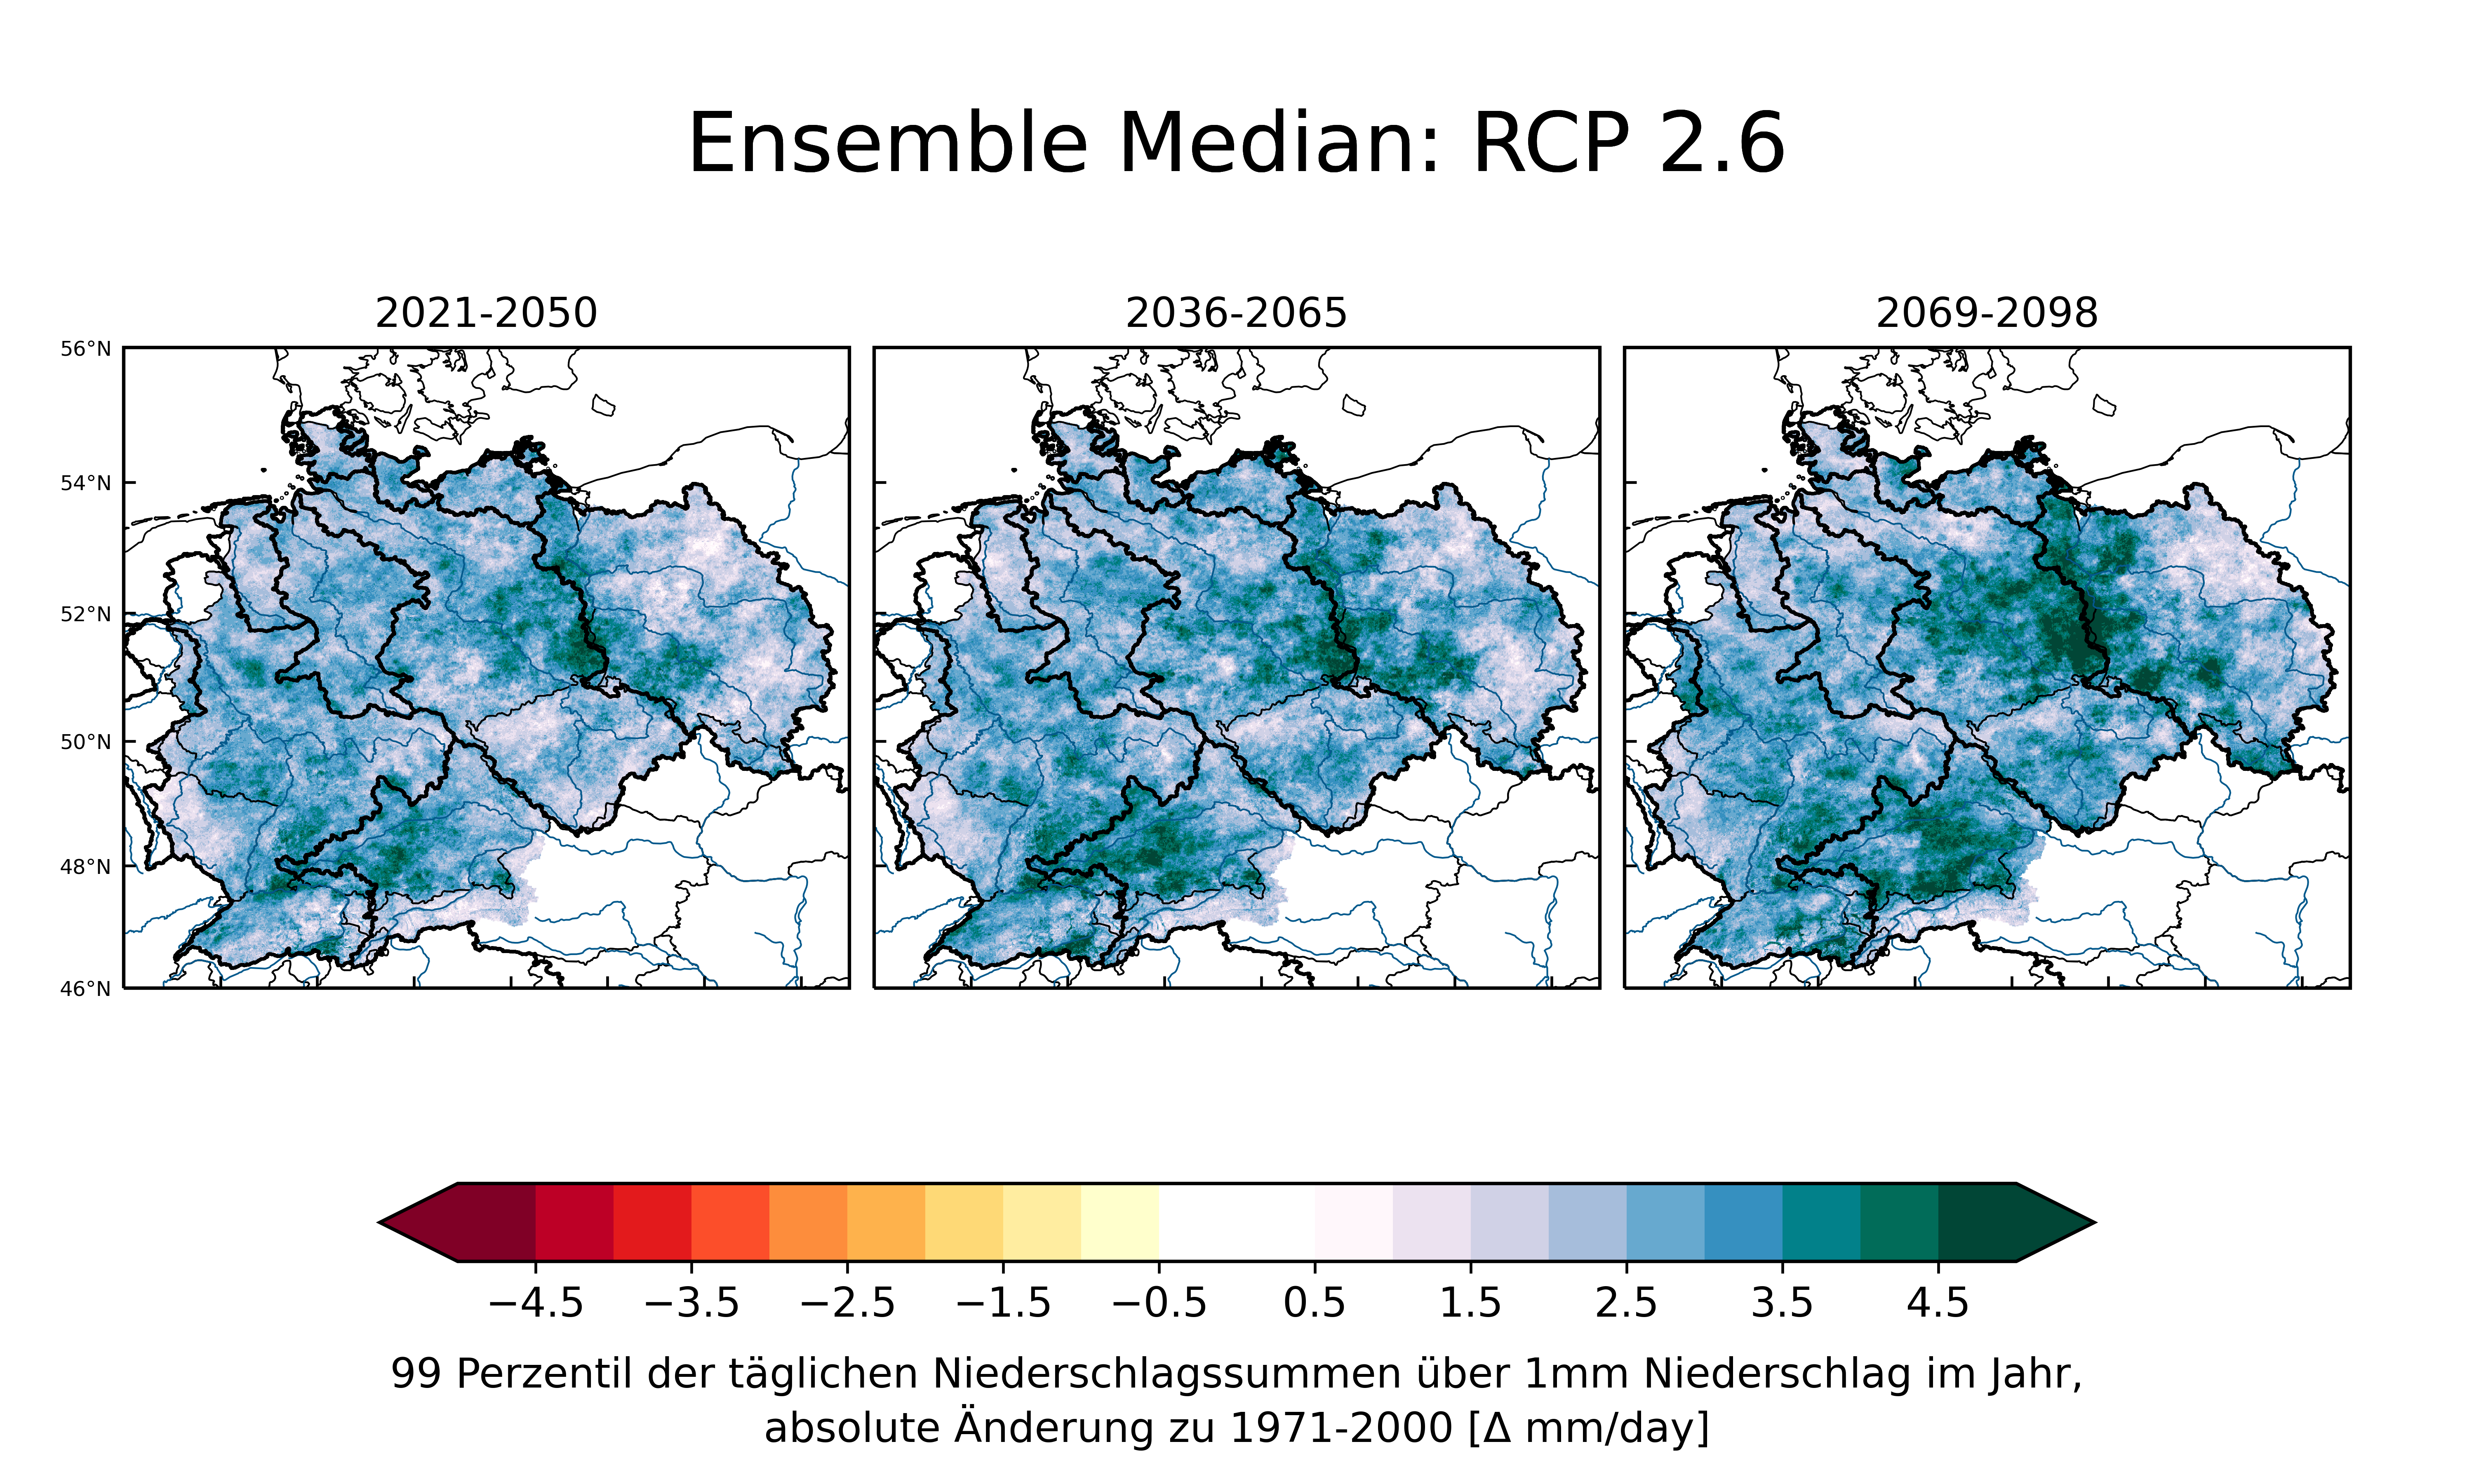 Ensemble Median: RCP 2.6
2021-2050
2036-2065
2069-2098
56°N
54°N
52°N
50°N
48°N
46°N
−4.5 −3.5 −2.5 −1.5 −0.5 0.5 1.5 2.5 3.5 4.5
99 Perzentil der täglichen Niederschlagssummen über 1mm Niederschlag im Jahr,
absolute Änderung zu 1971-2000 [Δ mm/day]